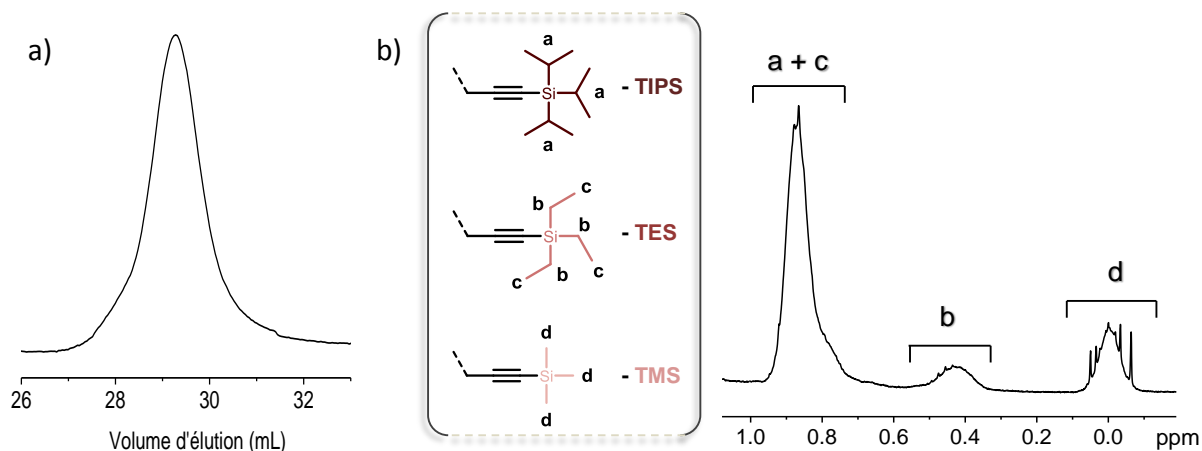 a)
26 28 30 32
Volume d'élution (mL)
b)
a
Si
a
a
- TIPS
c
b
Si
b
c
b
c
- TES
d
Si
d
d
- TMS
a + c
b
d
1.0 0.8 0.6 0.4 0.2 0.0 ppm